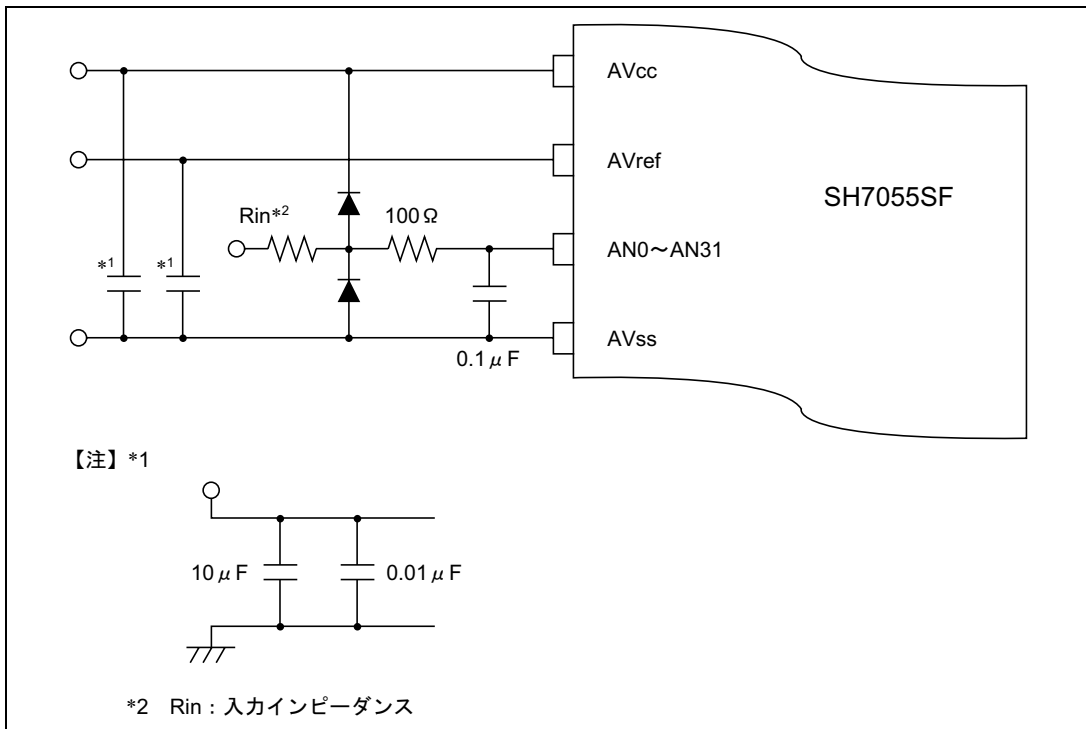 AVcc
AVref
SH7055SF
Rin*2
100Ω
AN0～AN31
*1
*1
AVss
0.1μF
【注】*1
10μF
0.01μF
*2 Rin：入力インピーダンス